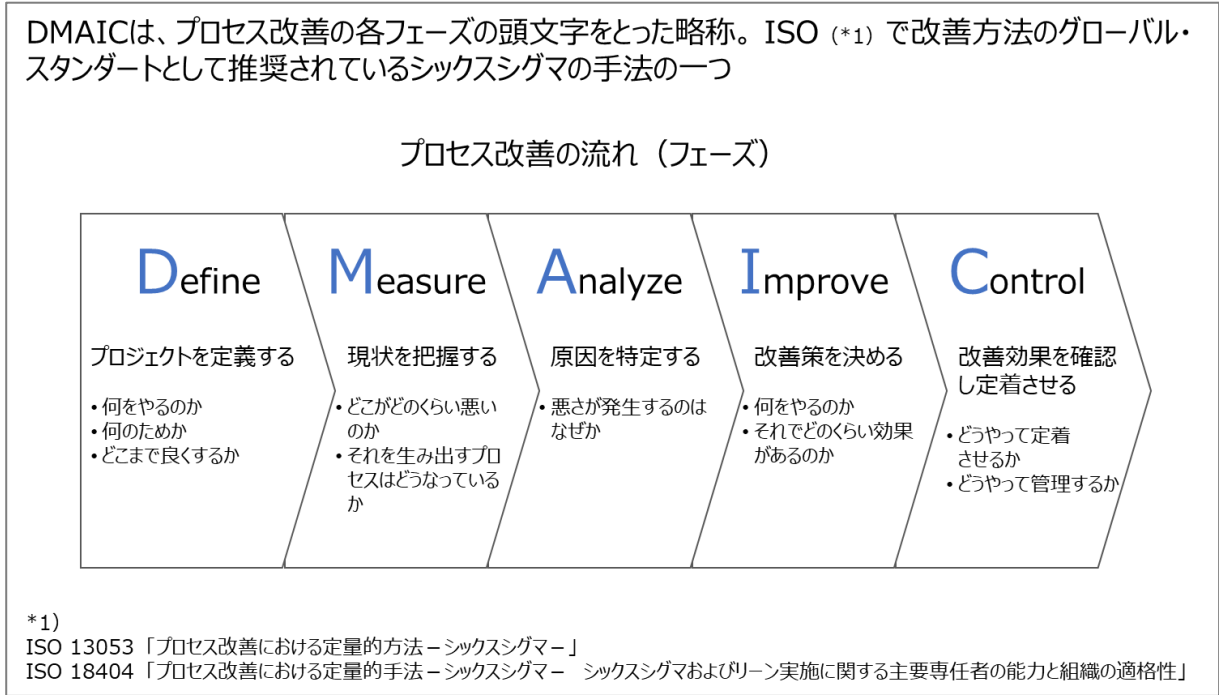 DMAICは、プロセス改善の各フェーズの頭文字をとった略称。ISO (*1) で改善方法のグローバル・
スタンダートとして推奨されているシックスシグマの手法の一つ
プロセス改善の流れ（フェーズ）
Define
プロジェクトを定義する
• 何をやるのか
• 何のためか
• どこまで良くするか
Measure
現状を把握する
• どこがどのくらい悪い
のか
• それを生み出すプロ
セスはどうなっている
か
Analyze
原因を特定する
• 悪さが発生するのは
なぜか
Improve
改善策を決める
• 何をやるのか
• それでどのくらい効果
があるのか
Control
改善効果を確認
し定着させる
• どうやって定着
させるか
• どうやって管理するか
*1)
ISO 13053「プロセス改善における定量的方法－シックスシグマ－」
ISO 18404「プロセス改善における定量的手法－シックスシグマ－　シックスシグマおよびリーン実施に関する主要専任者の能力と組織の適格性」